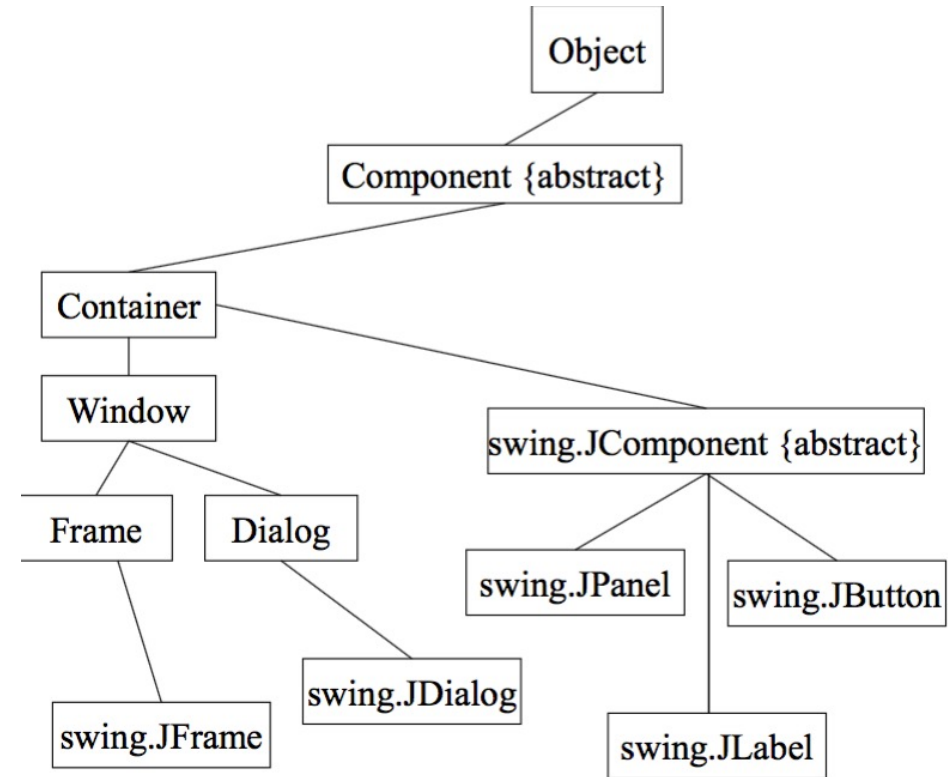 Object
Component {abstract}
Container
Window
swing.JComponent {abstract}
Frame
Dialog
swing.JPanel
swing.JButton
swing.JDialog
swing.JFrame
swing.JLabel